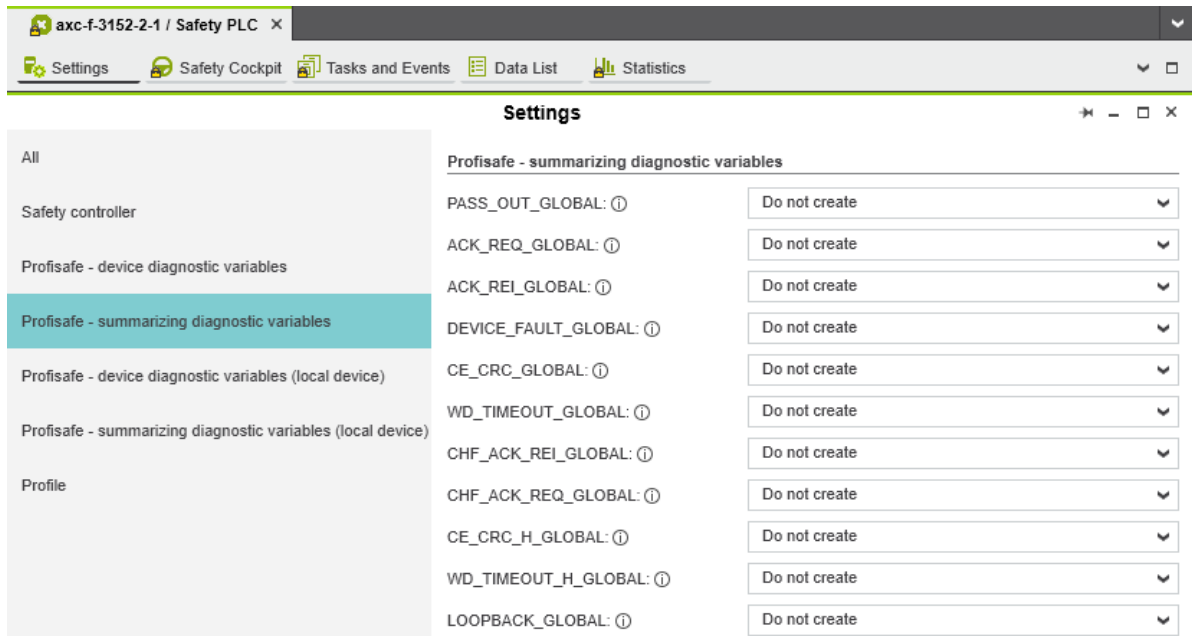 axc-f-3152-2-1 / Safety PLC
Settings
Safety Cockpit
Tasks and Events
Data List
Statistics
Settings
All
Safety controller
Profisafe - device diagnostic variables
Profisafe - summarizing diagnostic variables
Profisafe - device diagnostic variables (local device)
Profisafe - summarizing diagnostic variables (local device)
Profile
Profisafe - summarizing diagnostic variables
PASS_OUT_GLOBAL: Do not create
ACK_REQ_GLOBAL: Do not create
ACK_REI_GLOBAL: Do not create
DEVICE_FAULT_GLOBAL: Do not create
CE_CRC_GLOBAL: Do not create
WD_TIMEOUT_GLOBAL: Do not create
CHF_ACK_REI_GLOBAL: Do not create
CHF_ACK_REQ_GLOBAL: Do not create
CE_CRC_H_GLOBAL: Do not create
WD_TIMEOUT_H_GLOBAL: Do not create
LOOPBACK_GLOBAL: Do not create